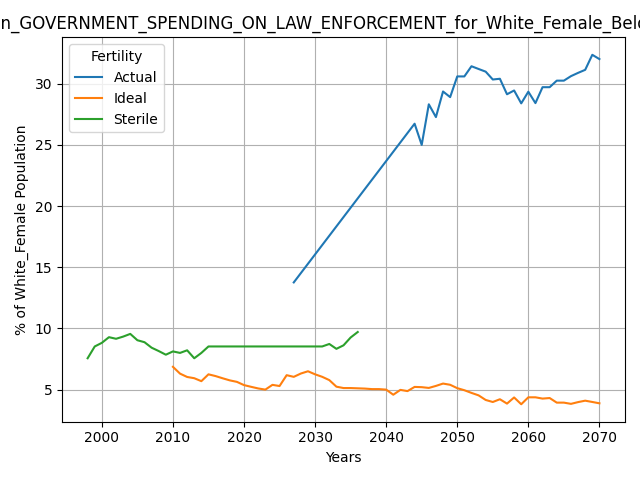 n_GOVERNMENT_SPENDING_ON_LAW_ENFORCEMENT_for_White_Female_Belo
Fertility
Actual
Ideal
Sterile
% of White_Female Population
30
25
20
15
10
5
2000 2010 2020 2030 2040 2050 2060 2070
Years